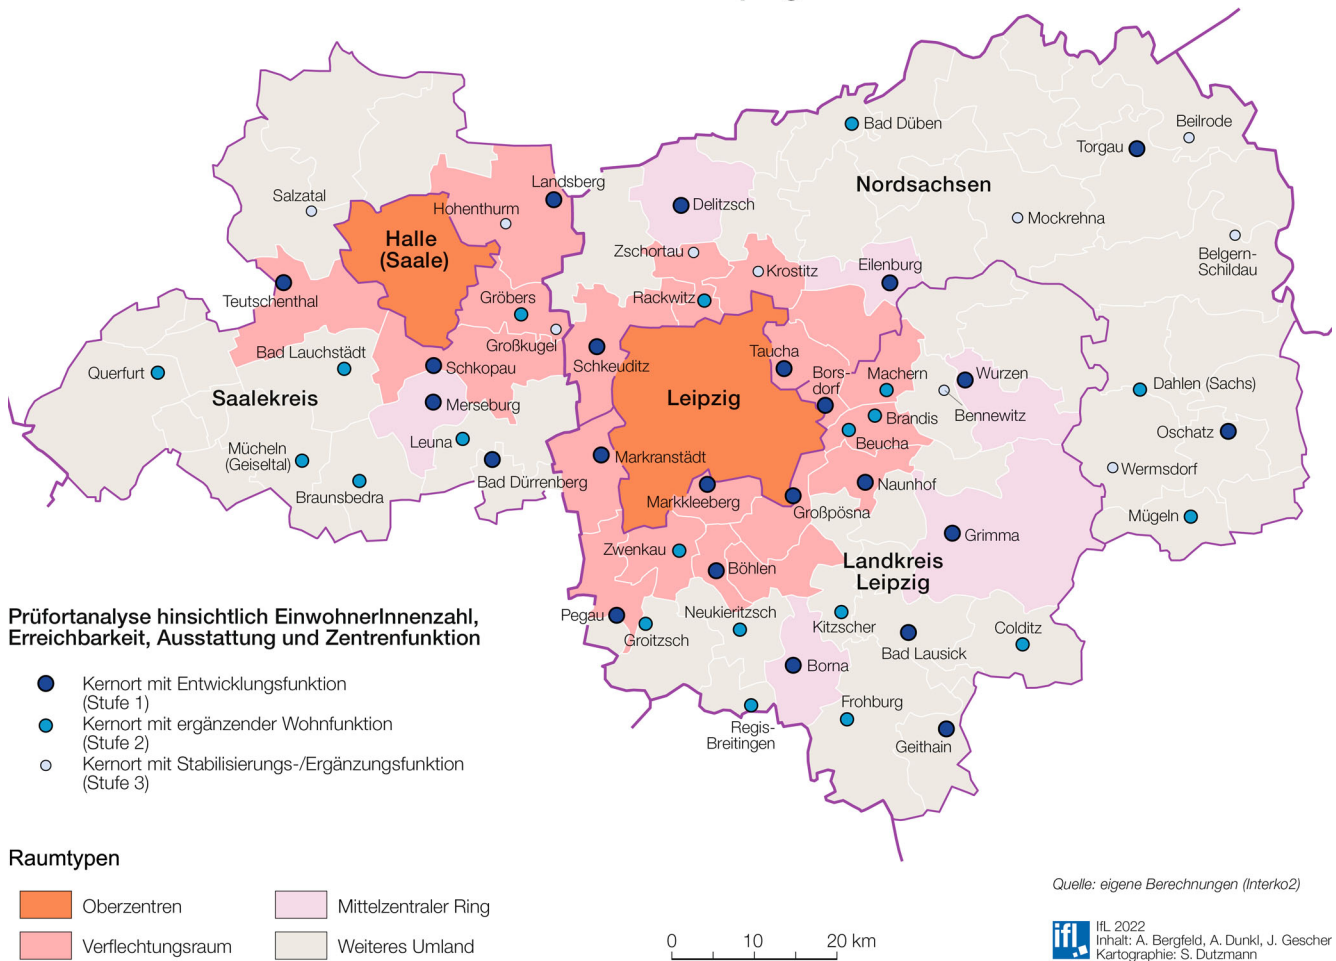 Bad Düben
Beilrode
Torgau
Nordsachsen
Landsberg
Salzatal
Hohenthurm
Delitzsch
Mockrehna
Halle
(Saale)
Zschortau
Krostitz
Eilenburg
Belgern-
Schildau
Teutschenthal
Gröbers
Rackwitz
Großkugel
Bad Lauchstädt
Schkopau
Schkeuditz
Taucha
Bors-
dorf
Machern
Wurzen
Querfurt
Saalekreis
Merseburg
Leipzig
Bennewitz
Dahlen (Sachs)
Brandis
Beucha
Oschatz
Leuna
Mücheln
(Geiseltal)
Markranstädt
Wermsdorf
Bad Dürrenberg
Braunsbedra
Markkleeberg
Naunhof
Großpösna
Mügeln
Grimma
Zwenkau
Böhlen
Landkreis
Leipzig
Pegau
Groitzsch
Neukieritzsch
Kitzscher
Bad Lausick
Colditz
Borna
Frohburg
Regis-
Breitingen
Geithain
Prüfortanalyse hinsichtlich EinwohnerInnenzahl,
Erreichbarkeit, Ausstattung und Zentrenfunktion
Kernort mit Entwicklungsfunktion
(Stufe 1)
Kernort mit ergänzender Wohnfunktion
(Stufe 2)
Kernort mit Stabilisierungs-/Ergänzungsfunktion
(Stufe 3)
Raumtypen
Oberzentren
Mittelzentraler Ring
Verflechtungsraum
Weiteres Umland
0 10 20 km
Quelle: eigene Berechnungen (Interko2)
ifl
IfL 2022
Inhalt: A. Bergfeld, A. Dunkl, J. Gescher
Kartographie: S. Dutzmann